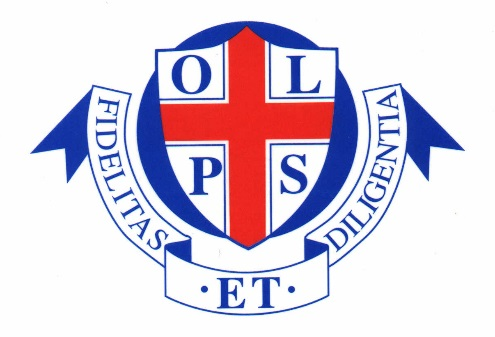 O L
P S
FIDELITAS
· ET ·
DILIGENTIA